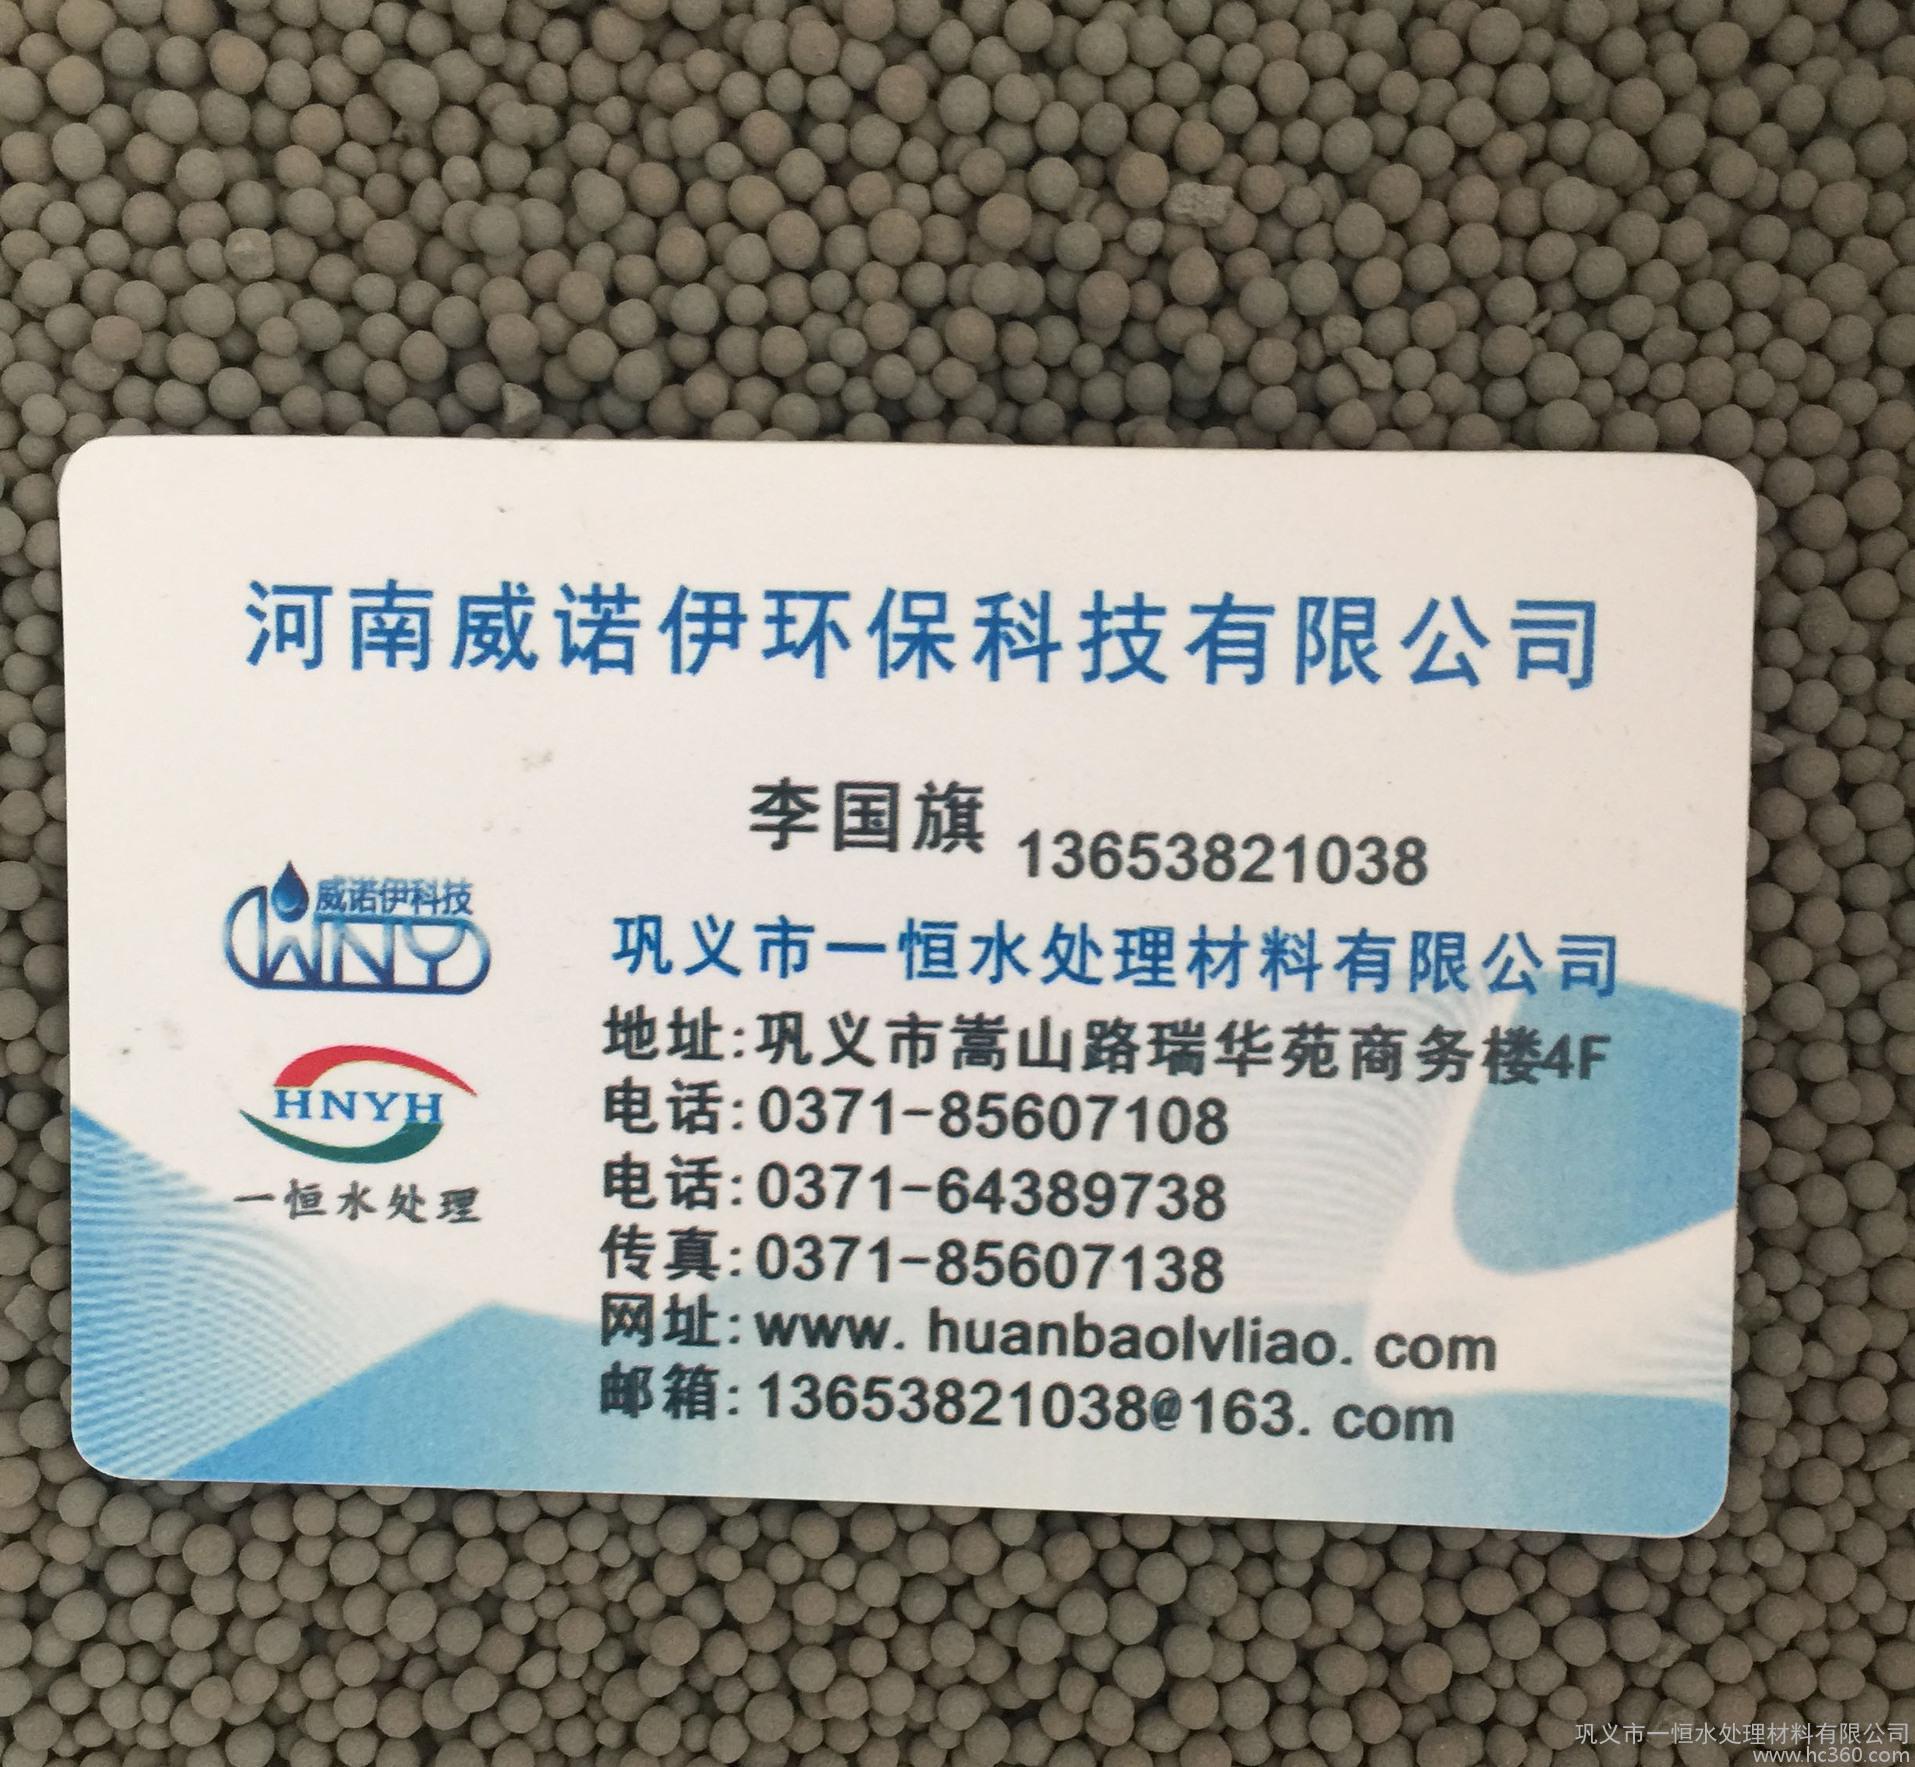 河南威诺伊环保科技有限公司
李国旗 13653821038
威诺伊科技
WNY
HNYH
一恒水处理
巩义市一恒水处理材料有限公司
地址:巩义市嵩山路瑞华苑商务楼4F
电话:0371-85607108
电话:0371-64389738
传真:0371-85607138
网址:www.huanbaolvliao.com
邮箱:13653821038@163.com
巩义市一恒水处理材料有限公司
www.hc360.com